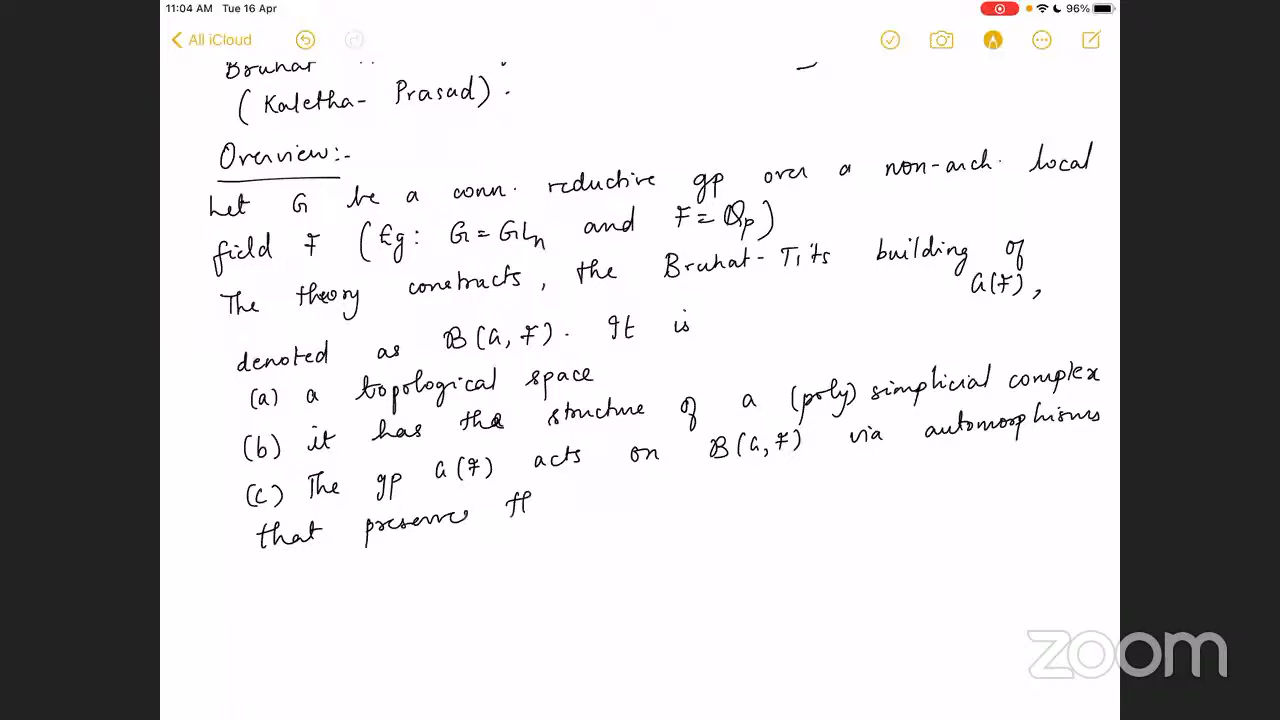 11:04 AM Tue 16 Apr
96%
All iCloud
Bruhat
(Kaletha- Prasad).
Overview:-
Let G be a conn. reductive gp over a non-arch. local
field F (Eg: G = GLn and F = ℚp)
The theory constructs, the Bruhat-Tits building of
G(F),
denoted as B(G, F). It is
(a) a topological space
(b) it has the structure of a (poly) simplicial complex
(c) The gp G(F) acts on B(G, F) via automorphisms
that preserve th
zoom